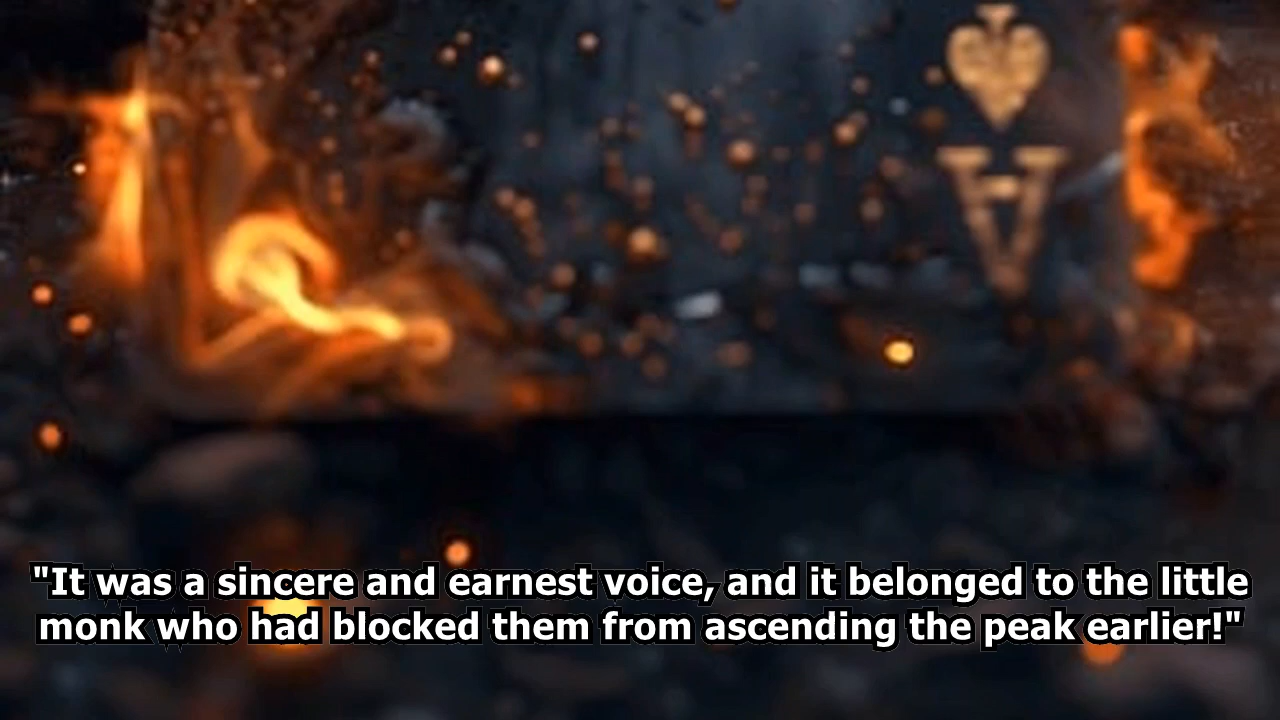 A
"It was a sincere and earnest voice, and it belonged to the little
monk who had blocked them from ascending the peak earlier!"